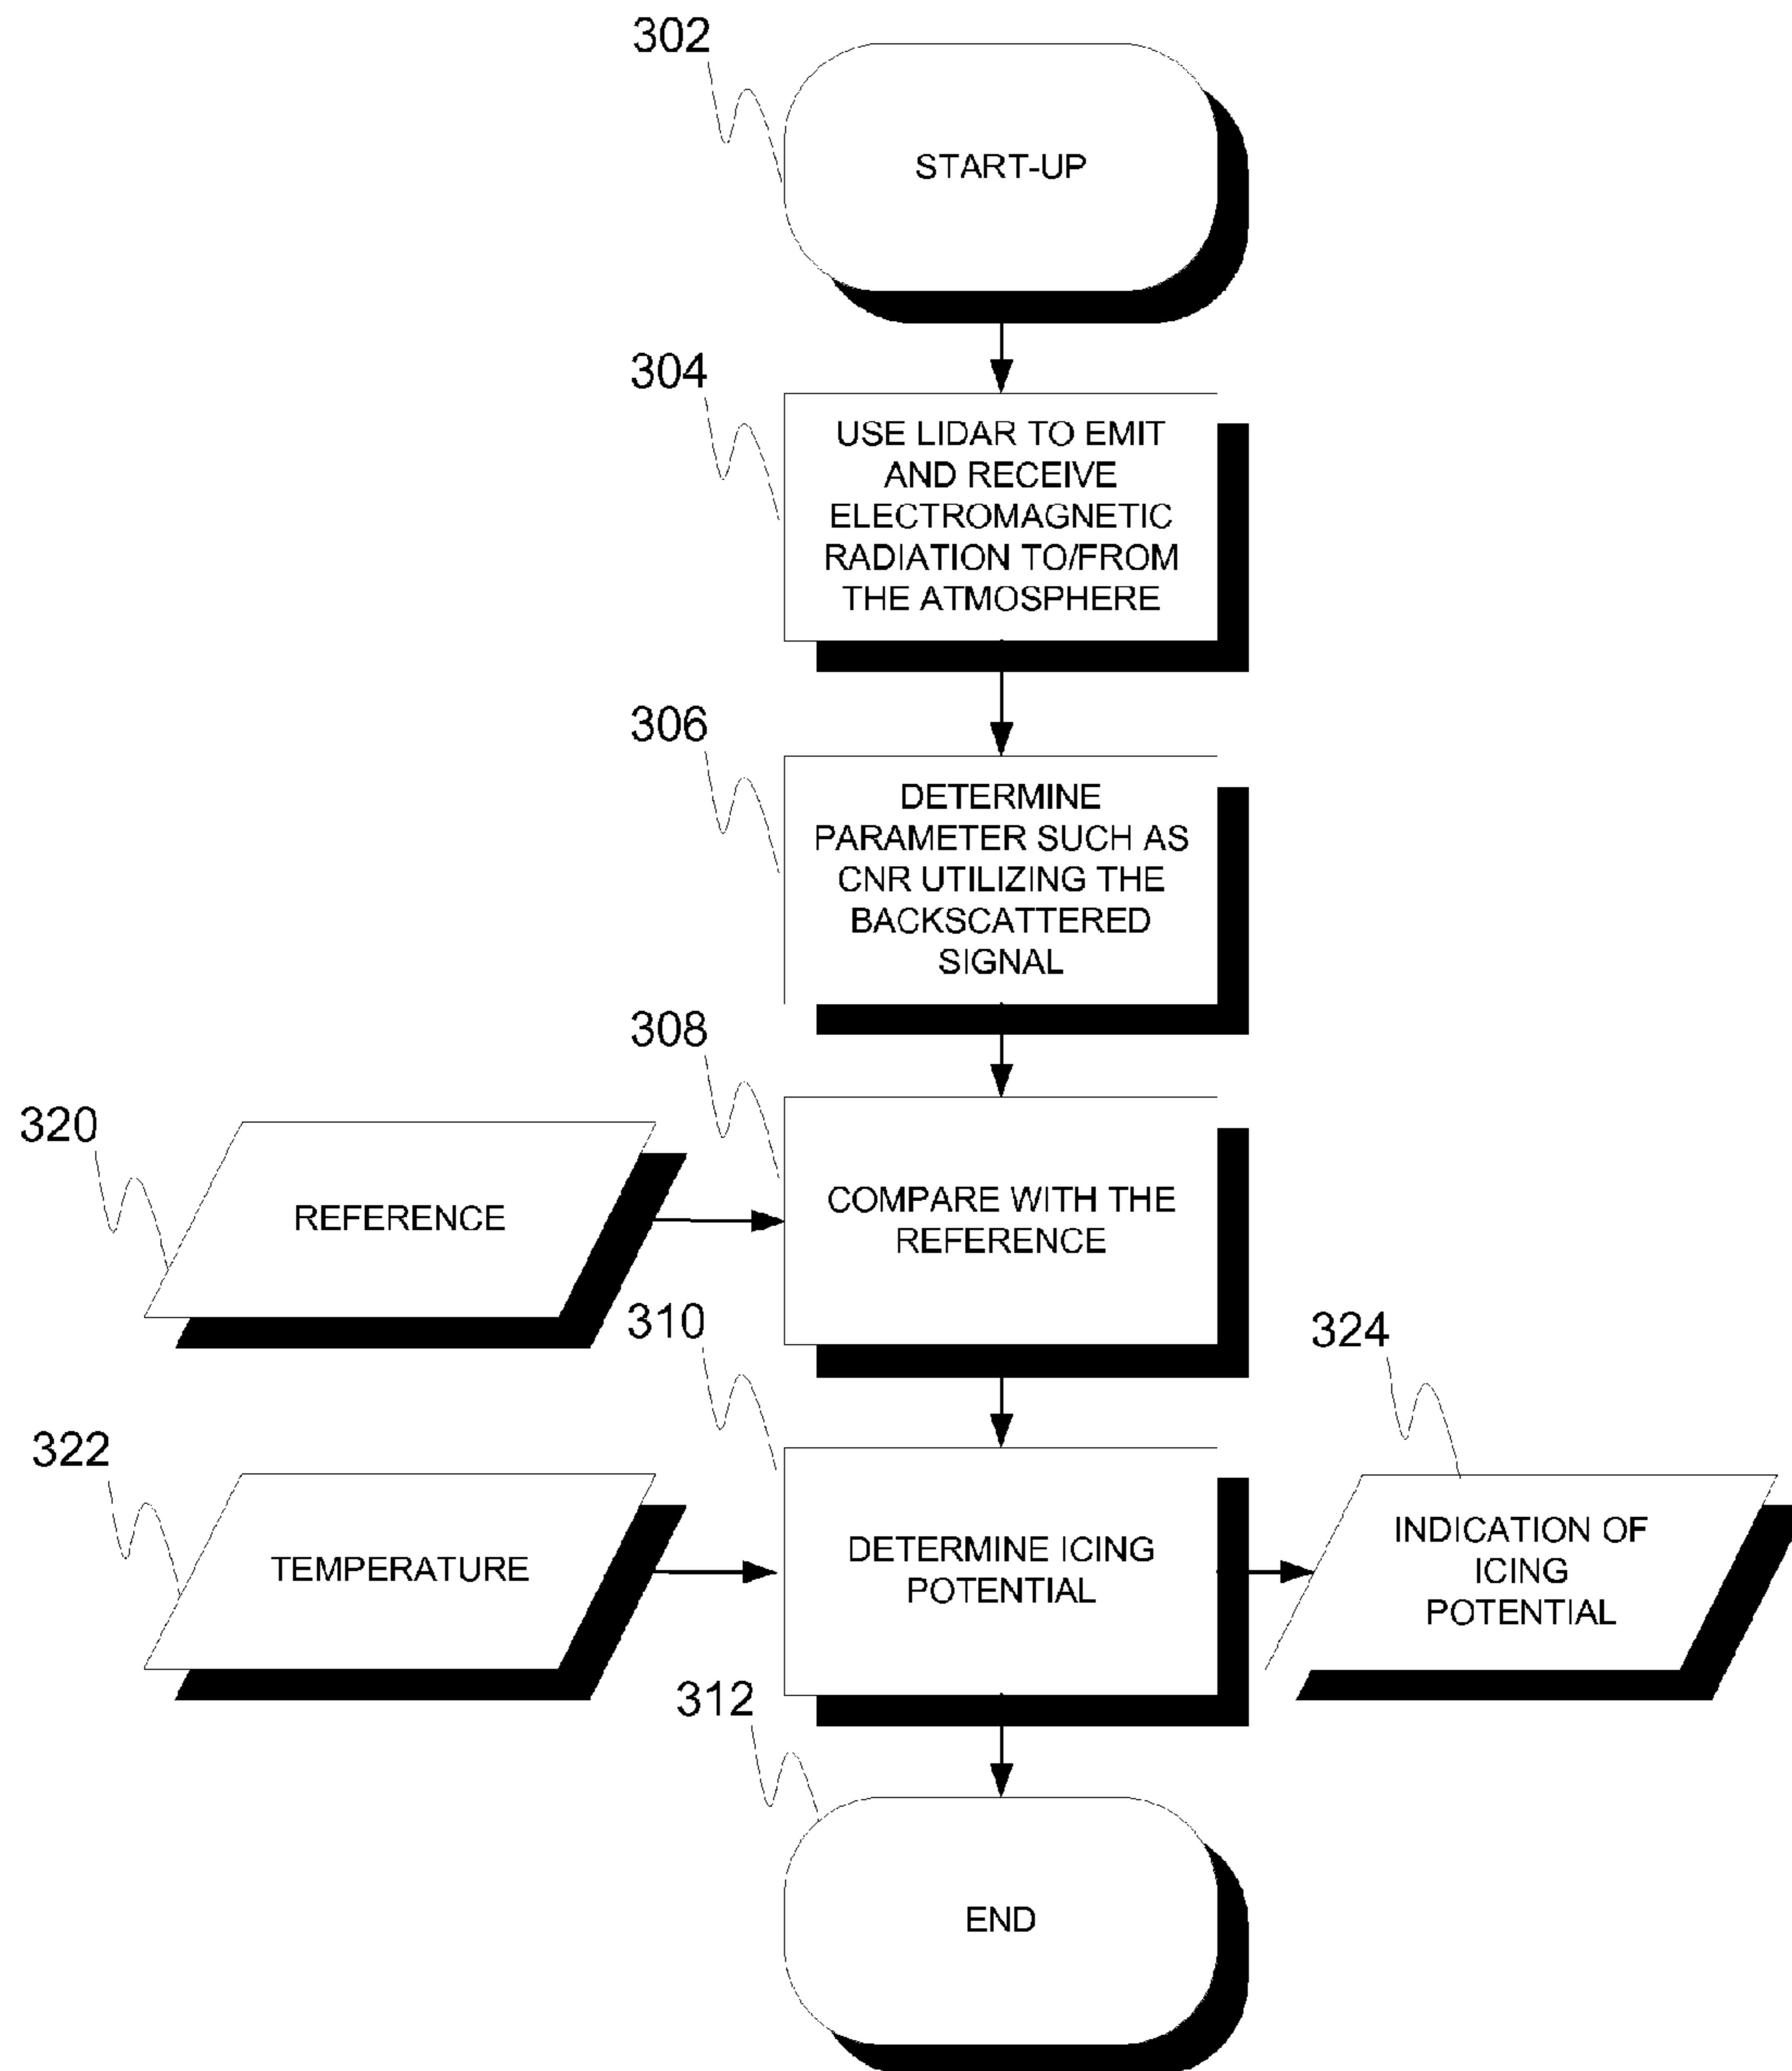 302
START-UP
304
USE LIDAR TO EMIT
AND RECEIVE
ELECTROMAGNETIC
RADIATION TO/FROM
THE ATMOSPHERE
306
DETERMINE
PARAMETER SUCH AS
CNR UTILIZING THE
BACKSCATTERED
SIGNAL
308
320
REFERENCE
COMPARE WITH THE
REFERENCE
310
324
322
TEMPERATURE
DETERMINE ICING
POTENTIAL
INDICATION OF
ICING
POTENTIAL
312
END